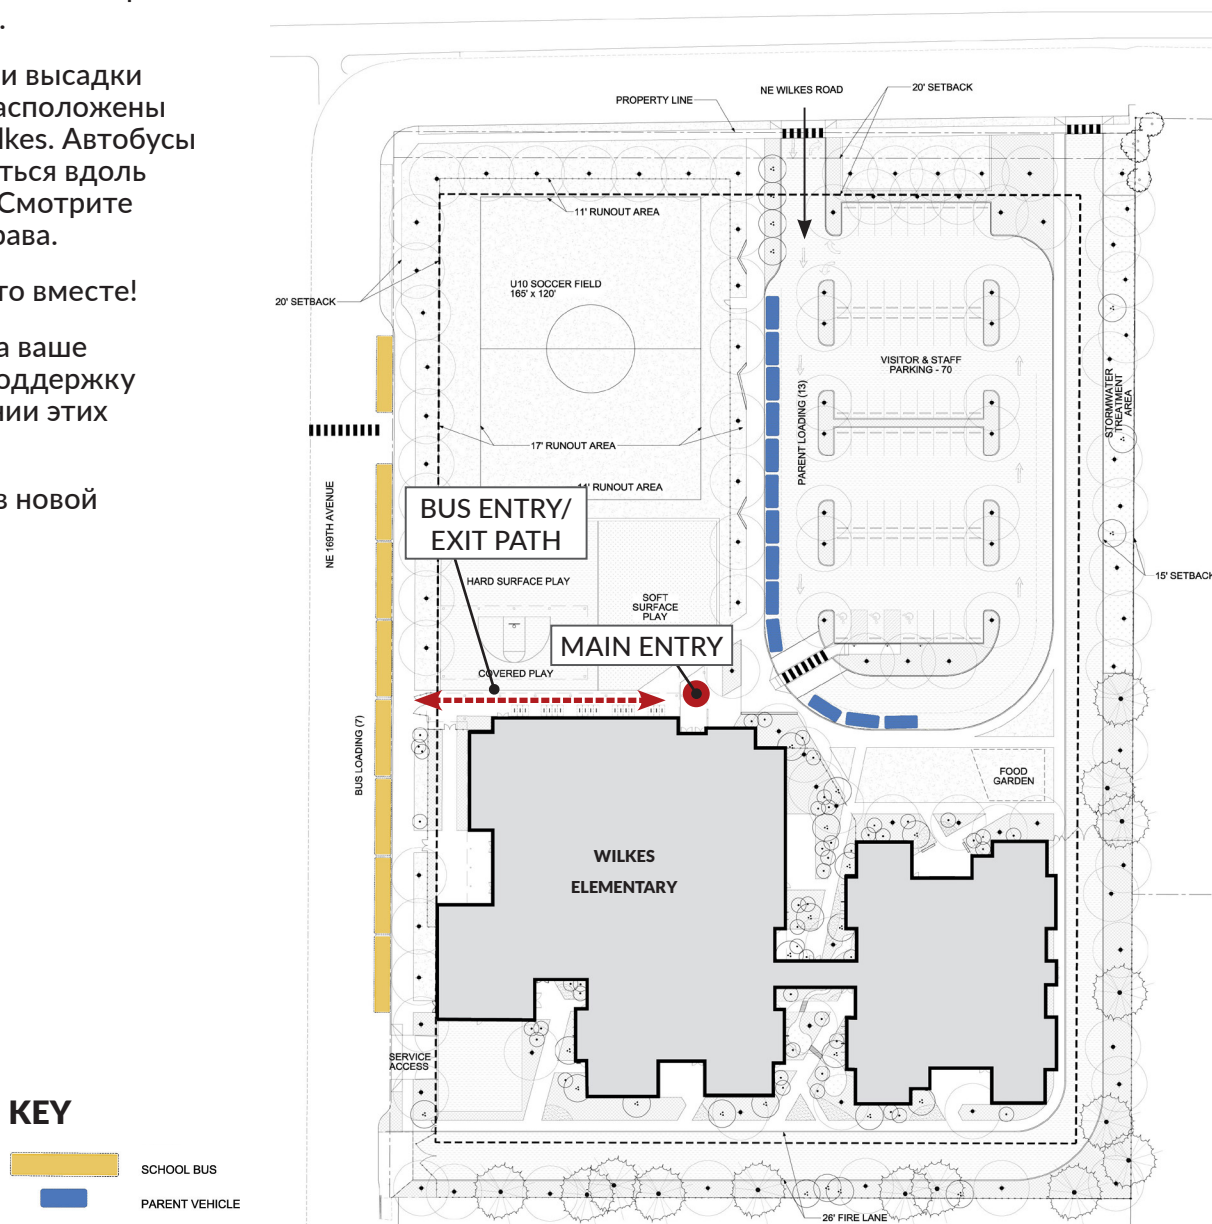 .
и высадки
асположены
lkes. Автобусы
ться вдоль
Смотрите
рава.
то вместе!
а ваше
оддержку
нии этих
в новой
NE WILKES ROAD
20' SETBACK
PROPERTY LINE
11' RUNOUT AREA
U10 SOCCER FIELD
165' x 120'
20' SETBACK
VISITOR & STAFF
PARKING - 70
PARENT LOADING (13)
STORMWATER
TREATMENT
AREA
17' RUNOUT AREA
RUNOUT AREA
NE 169TH AVENUE
BUS ENTRY/
EXIT PATH
15' SETBACK
HARD SURFACE PLAY
SOFT
SURFACE
PLAY
MAIN ENTRY
COVERED PLAY
BUS LOADING (7)
FOOD
GARDEN
WILKES
ELEMENTARY
SERVICE
ACCESS
26' FIRE LANE
KEY
SCHOOL BUS
PARENT VEHICLE